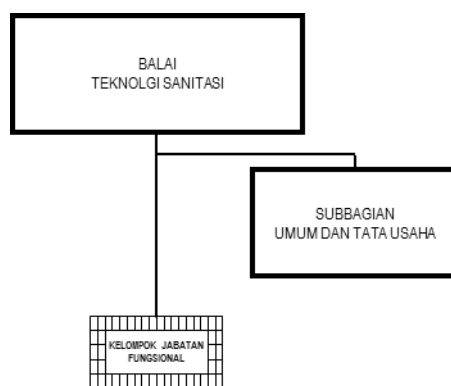 BALAI
TEKNOLGI SANITASI
SUBBAGIAN
UMUM DAN TATA USAHA
KELOMPOK JABATAN
FUNGSIONAL